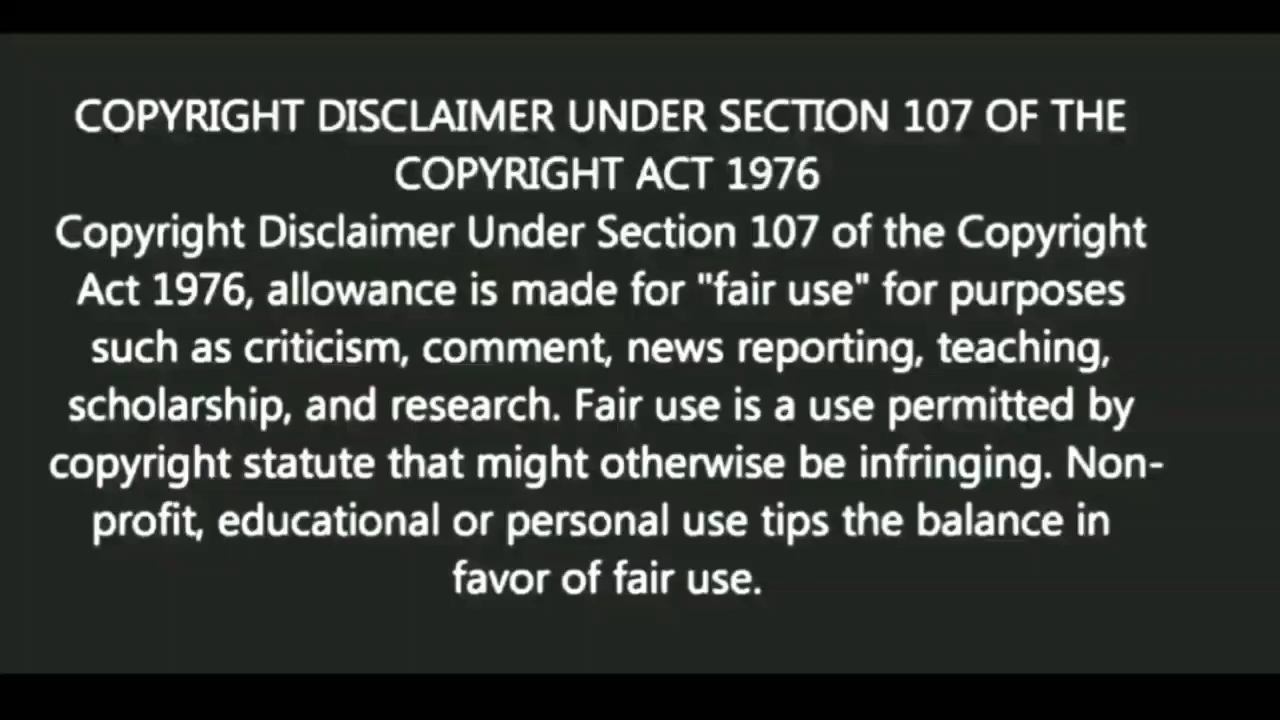 COPYRIGHT DISCLAIMER UNDER SECTION 107 OF THE
COPYRIGHT ACT 1976
Copyright Disclaimer Under Section 107 of the Copyright
Act 1976, allowance is made for "fair use" for purposes
such as criticism, comment, news reporting, teaching,
scholarship, and research. Fair use is a use permitted by
copyright statute that might otherwise be infringing. Non-
profit, educational or personal use tips the balance in
favor of fair use.